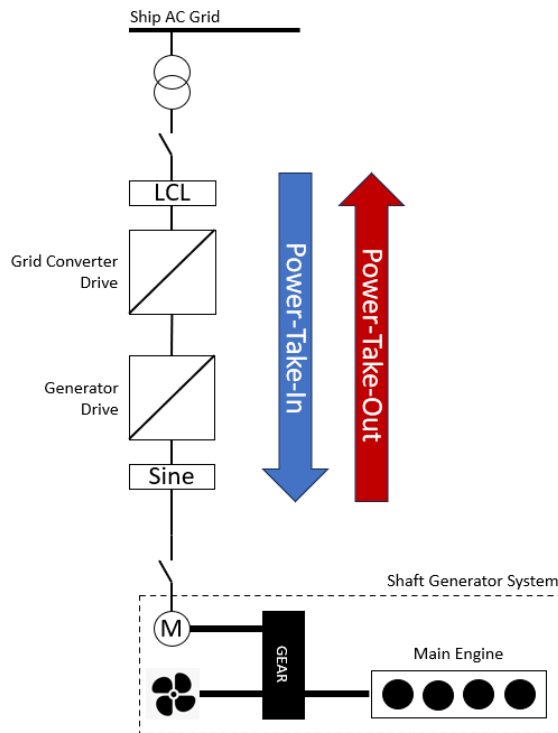 Ship AC Grid
LCL
Grid Converter
Drive
Power-Take-In
Power-Take-Out
Generator
Drive
Sine
Shaft Generator System
M
GEAR
Main Engine